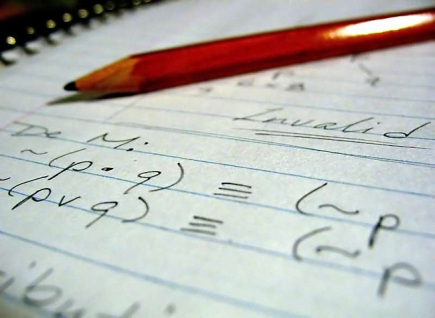 Invalid
De M.
~(p • q) ≡ (~p
~(p v q) ≡ (~p